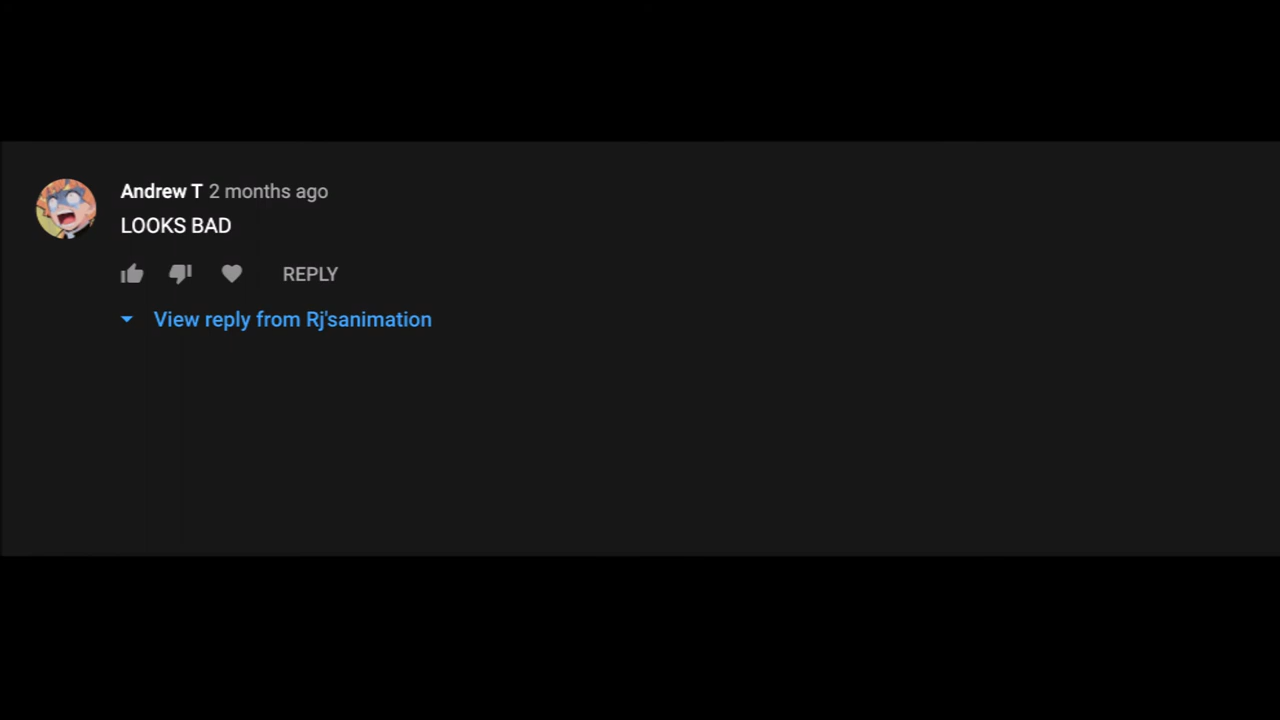 Andrew T 2 months ago
LOOKS BAD
REPLY
View reply from Rj'sanimation